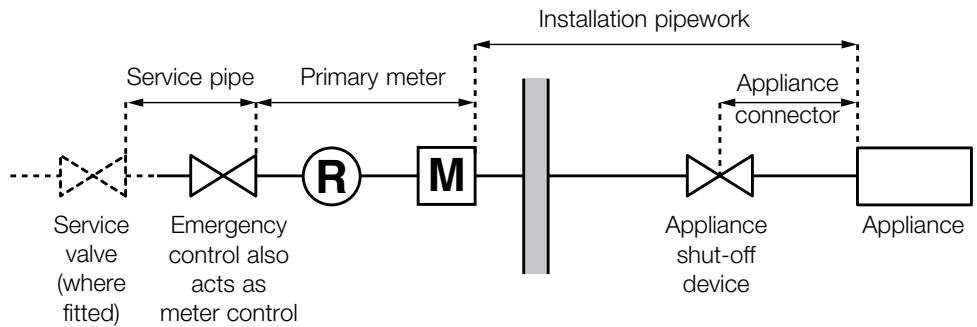 Installation pipework
Service pipe
Primary meter
Appliance
connector
R
M
Service
valve
(where
fitted)
Emergency
control also
acts as
meter control
Appliance
shut-off
device
Appliance